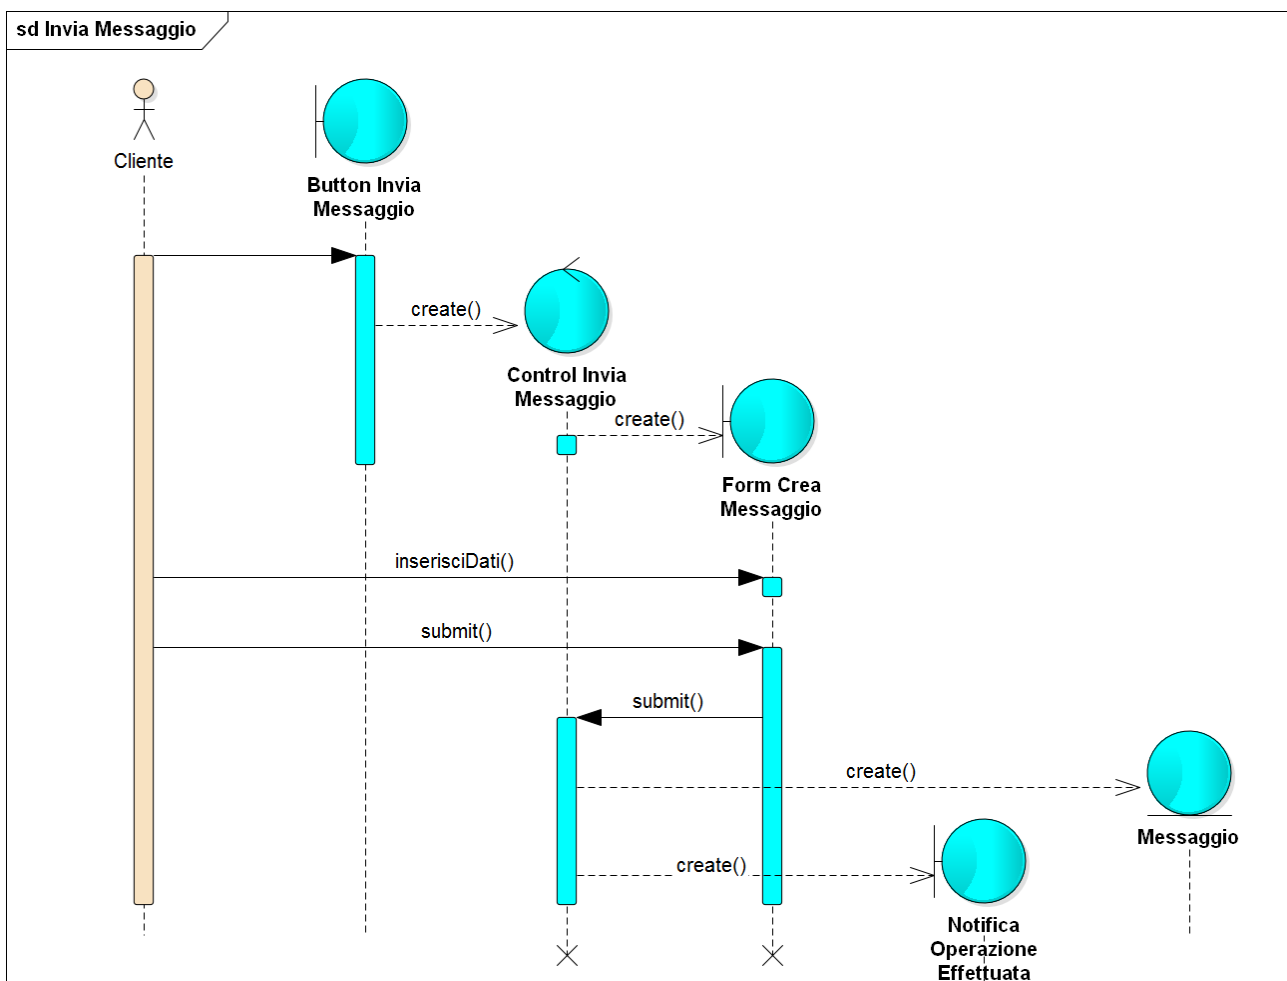 sd Invia Messaggio
Cliente
Button Invia
Messaggio
create()
Control Invia
Messaggio
create()
Form Crea
Messaggio
inserisciDati()
submit()
submit()
create()
Messaggio
create()
Notifica
Operazione
Effettuata